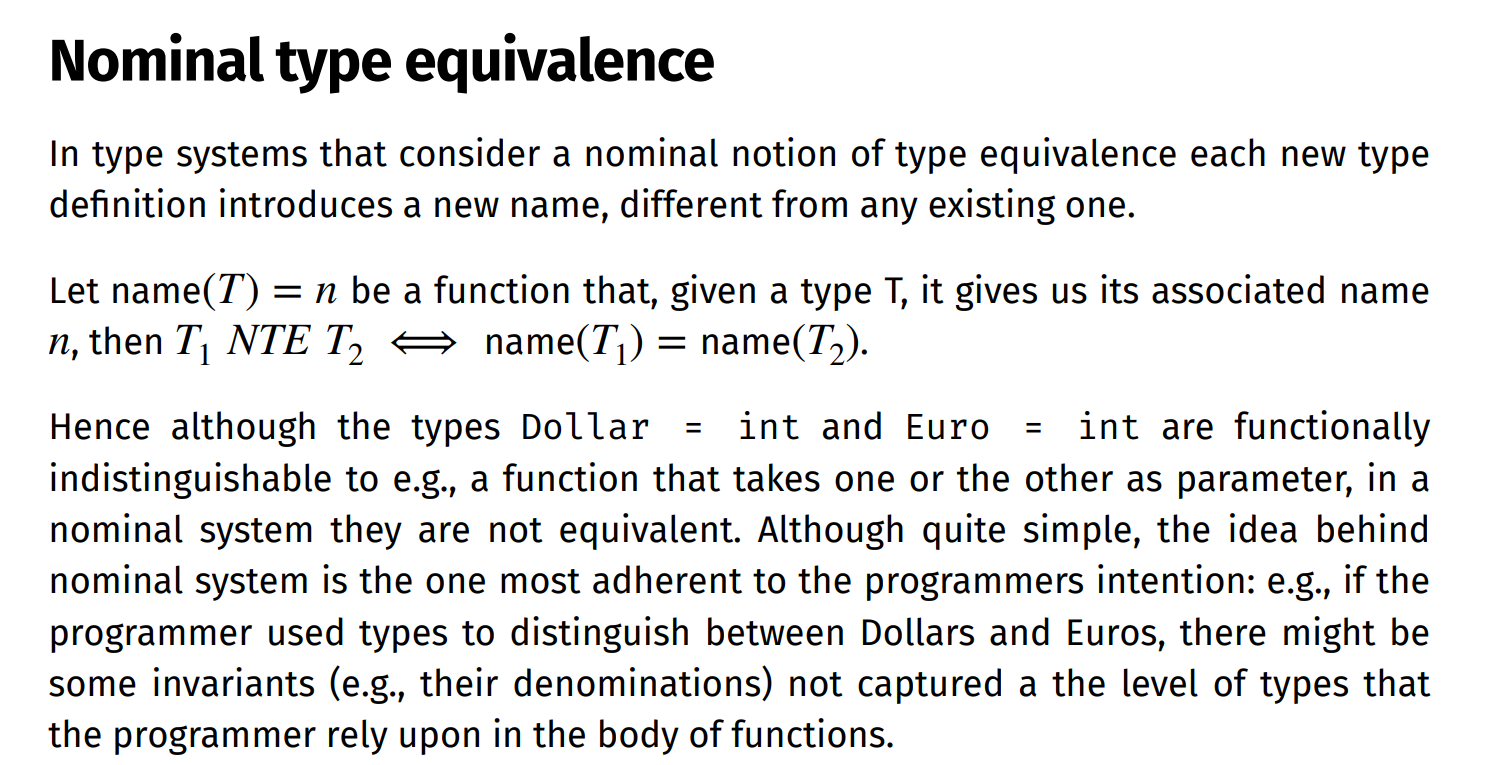 Nominal type equivalence
In type systems that consider a nominal notion of type equivalence each new type
definition introduces a new name, different from any existing one.
Let name(T) = n be a function that, given a type T, it gives us its associated name
n, then T₁ NTE T₂ ⟺ name(T₁) = name(T₂).
Hence although the types Dollar = int and Euro = int are functionally
indistinguishable to e.g., a function that takes one or the other as parameter, in a
nominal system they are not equivalent. Although quite simple, the idea behind
nominal system is the one most adherent to the programmers intention: e.g., if the
programmer used types to distinguish between Dollars and Euros, there might be
some invariants (e.g., their denominations) not captured a the level of types that
the programmer rely upon in the body of functions.